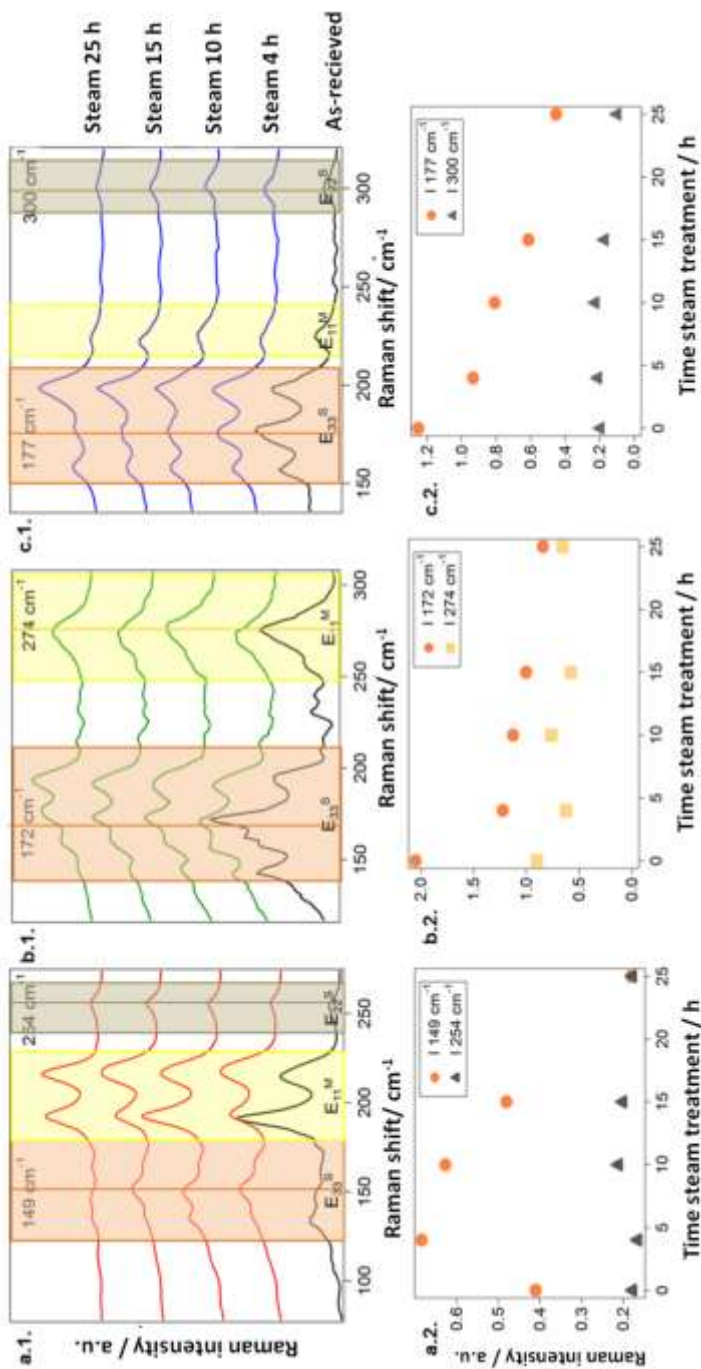 a.1.
149 cm⁻¹
254 cm⁻¹
E₃₃ˢ
E₁₁ᴹ
E₂₂ˢ
100
150
200
250
Raman shift/ cm⁻¹
Raman intensity / a.u.
b.1.
172 cm⁻¹
274 cm⁻¹
E₃₃ˢ
E₁₁ᴹ
150
200
250
300
Raman shift/ cm⁻¹
c.1.
177 cm⁻¹
300 cm⁻¹
E₃₃ˢ
E₁₁ᴹ
E₂₂ˢ
150
200
250
300
Raman shift/ cm⁻¹
Steam 25 h
Steam 15 h
Steam 10 h
Steam 4 h
As-recieved
a.2.
I 149 cm⁻¹
I 254 cm⁻¹
0.6
0.5
0.4
0.3
0.2
0
5
10
15
20
25
Time steam treatment / h
Raman intensity / a.u.
b.2.
I 172 cm⁻¹
I 274 cm⁻¹
2.0
1.5
1.0
0.5
0.0
0
5
10
15
20
25
Time steam treatment / h
c.2.
I 177 cm⁻¹
I 300 cm⁻¹
1.2
1.0
0.8
0.6
0.4
0.2
0.0
0
5
10
15
20
25
Time steam treatment / h